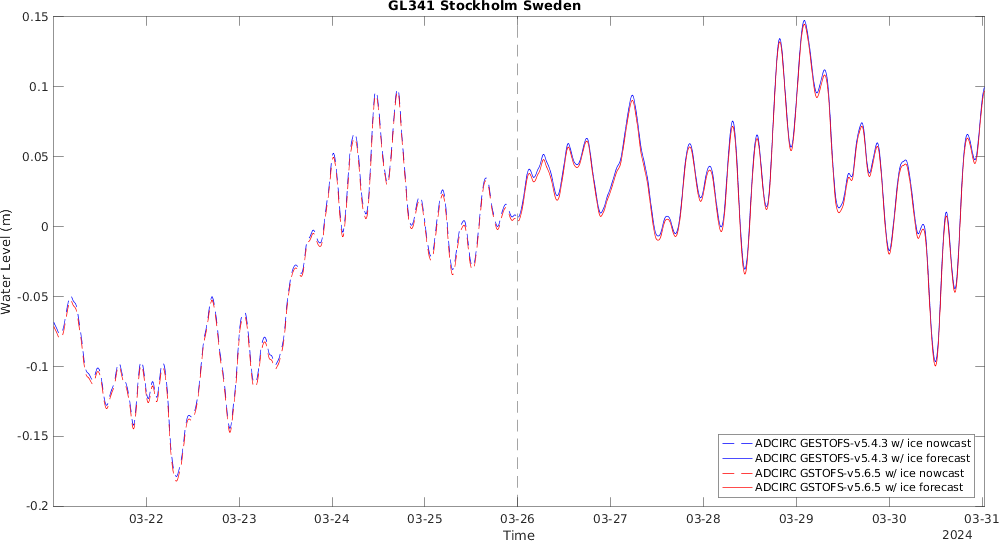 GL341 Stockholm Sweden
0.15
0.1
0.05
0
-0.05
-0.1
-0.15
-0.2
Water Level (m)
ADCIRC GESTOFS-v5.4.3 w/ ice nowcast
ADCIRC GESTOFS-v5.4.3 w/ ice forecast
ADCIRC GSTOFS-v5.6.5 w/ ice nowcast
ADCIRC GSTOFS-v5.6.5 w/ ice forecast
03-22 03-23 03-24 03-25 03-26 03-27 03-28 03-29 03-30 03-31
Time
2024